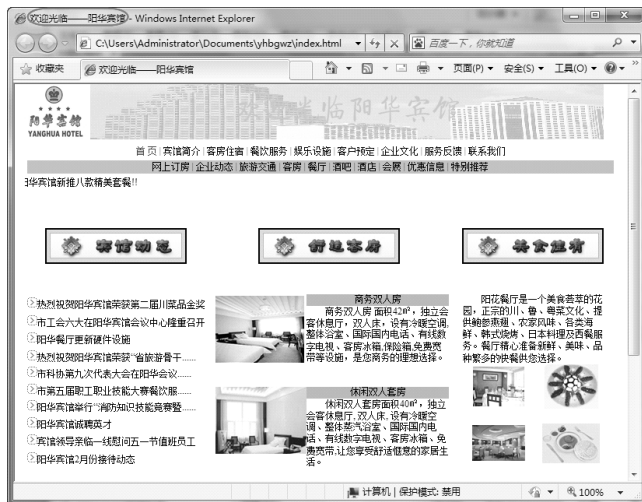 欢迎光临——阳华宾馆 - Windows Internet Explorer
C:\Users\Administrator\Documents\yhbgwz\index.html
百度一下，你就知道
收藏夹
欢迎光临——阳华宾馆
页面(P)
安全(S)
工具(O)
阳华宾馆
YANGHUA HOTEL
欢迎光临阳华宾馆
首 页|宾馆简介|客房住宿|餐饮服务|娱乐设施|客户预定|企业文化|服务反馈|联系我们
网上订房|企业动态|旅游交通|客房|餐厅|酒吧|酒店|会展|优惠信息|特别推荐
阳华宾馆新推八款精美套餐!!
宾馆动态
舒适客房
美食推荐
热烈祝贺阳华宾馆荣获第二届川菜品金奖
市工会六大在阳华宾馆会议中心隆重召开
阳华餐厅更新硬件设施
热烈祝贺阳华宾馆荣获“省旅游骨干......
市科协第九次代表大会在阳华会议......
市第五届职工职业技能大赛餐饮服......
阳华宾馆举行“消防知识技能竞赛暨......
阳华宾馆诚聘英才
宾馆领导亲临一线慰问五一节值班员工
阳华宾馆2月份接待动态
商务双人房
商务双人房 面积42m²，独立会
客休息厅，双人床，设有冷暖空调、
整体淋浴室、国际国内电话、有线数
字电视、客房冰箱、保险箱、免费宽
带等设施，是您商务的理想选择。
休闲双人套房
休闲双人套房面积40m²，独立
会客休息厅，双人床，设有冷暖空
调、整体蒸汽浴室、国际国内电
话、有线数字电视、客房冰箱、免
费宽带，让您享受舒适惬意的家居生
活。
阳花餐厅是一个美食荟萃的花
园，正宗的川、鲁、粤菜文化、提
供鲍参燕翅、农家风味、各类海
鲜、韩式烧烤、日本料理及西餐服
务。餐厅精心准备新鲜、美味、品
种繁多的快餐供您选择。
计算机 | 保护模式: 禁用
100%